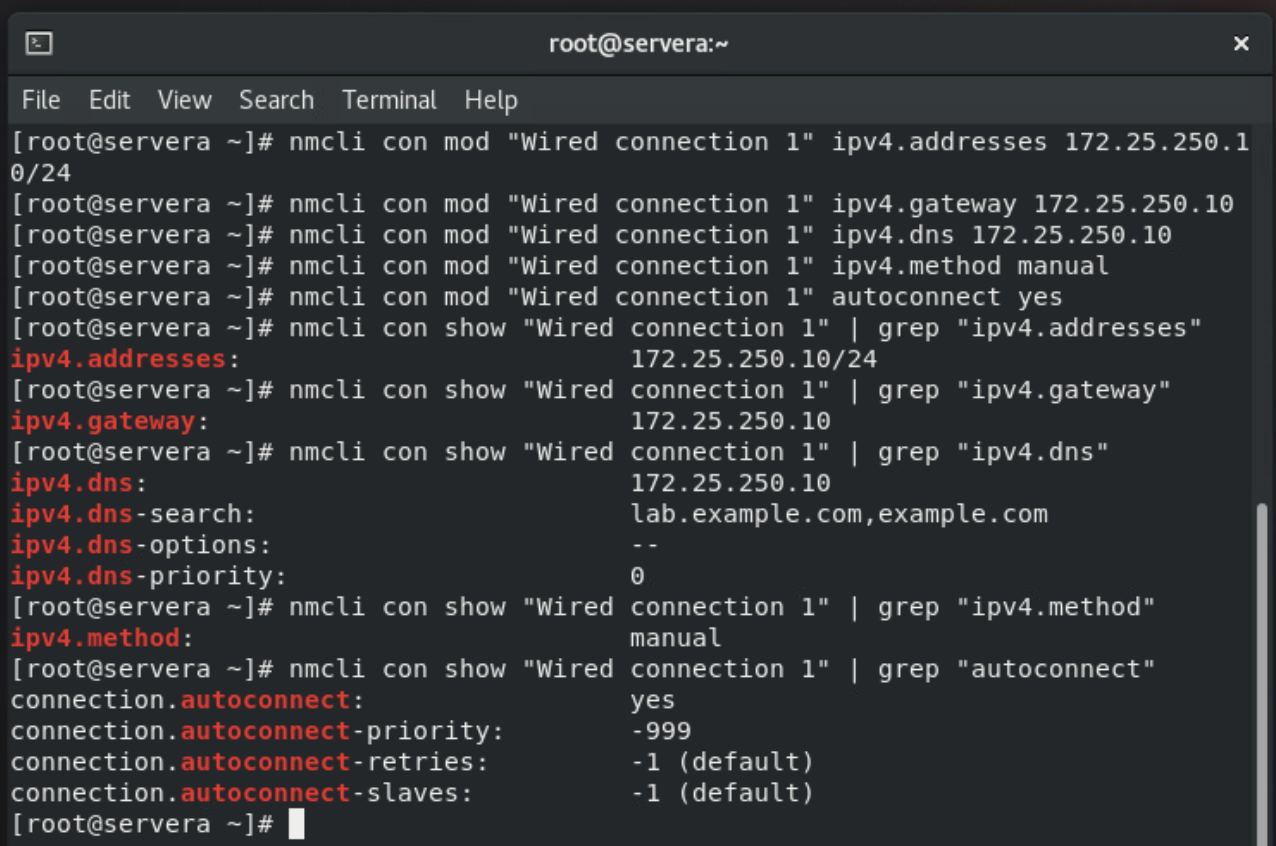 root@servera:~
File Edit View Search Terminal Help
[root@servera ~]# nmcli con mod "Wired connection 1" ipv4.addresses 172.25.250.1
0/24
[root@servera ~]# nmcli con mod "Wired connection 1" ipv4.gateway 172.25.250.10
[root@servera ~]# nmcli con mod "Wired connection 1" ipv4.dns 172.25.250.10
[root@servera ~]# nmcli con mod "Wired connection 1" ipv4.method manual
[root@servera ~]# nmcli con mod "Wired connection 1" autoconnect yes
[root@servera ~]# nmcli con show "Wired connection 1" | grep "ipv4.addresses"
ipv4.addresses:                         172.25.250.10/24
[root@servera ~]# nmcli con show "Wired connection 1" | grep "ipv4.gateway"
ipv4.gateway:                           172.25.250.10
[root@servera ~]# nmcli con show "Wired connection 1" | grep "ipv4.dns"
ipv4.dns:                               172.25.250.10
ipv4.dns-search:                        lab.example.com,example.com
ipv4.dns-options:                       --
ipv4.dns-priority:                      0
[root@servera ~]# nmcli con show "Wired connection 1" | grep "ipv4.method"
ipv4.method:                            manual
[root@servera ~]# nmcli con show "Wired connection 1" | grep "autoconnect"
connection.autoconnect:                 yes
connection.autoconnect-priority:        -999
connection.autoconnect-retries:         -1 (default)
connection.autoconnect-slaves:          -1 (default)
[root@servera ~]#